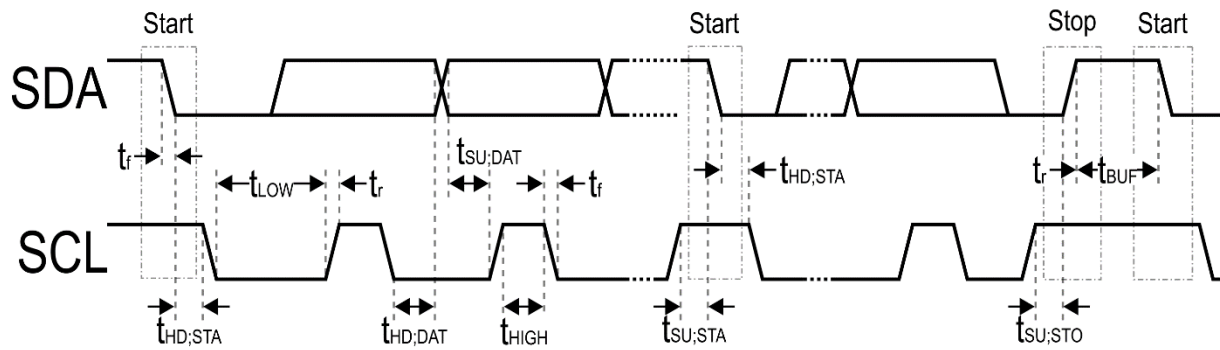 Start Start Stop Start
SDA
tf tSU;DAT tHD;STA tr tBUF
tLOW tr tf
SCL
tHD;STA tHD;DAT tHIGH tSU;STA tSU;STO